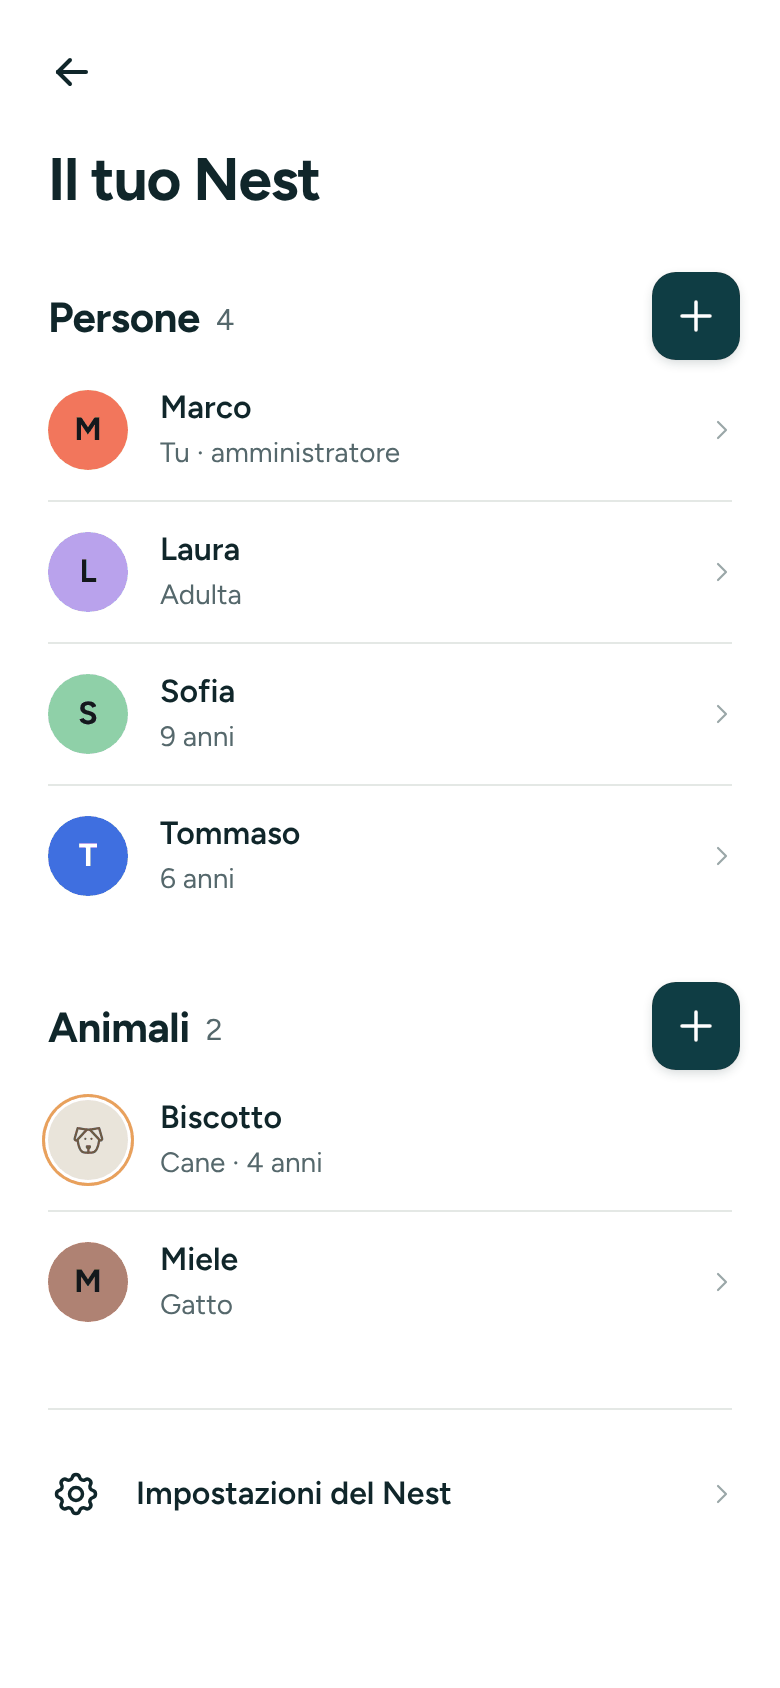 Il tuo Nest
Persone 4
M
Marco
Tu · amministratore
L
Laura
Adulta
S
Sofia
9 anni
T
Tommaso
6 anni
Animali 2
Biscotto
Cane · 4 anni
M
Miele
Gatto
Impostazioni del Nest